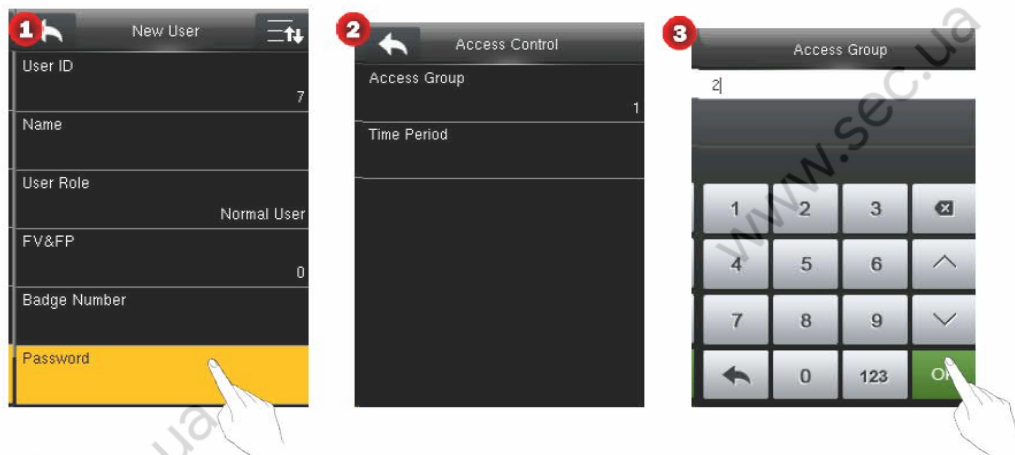 1
New User
User ID
7
Name
User Role
Normal User
FV&FP
0
Badge Number
Password
2
Access Control
Access Group
1
Time Period
3
Access Group
2
1 2 3
4 5 6
7 8 9
0 123 OK
www.sec.ua
ua